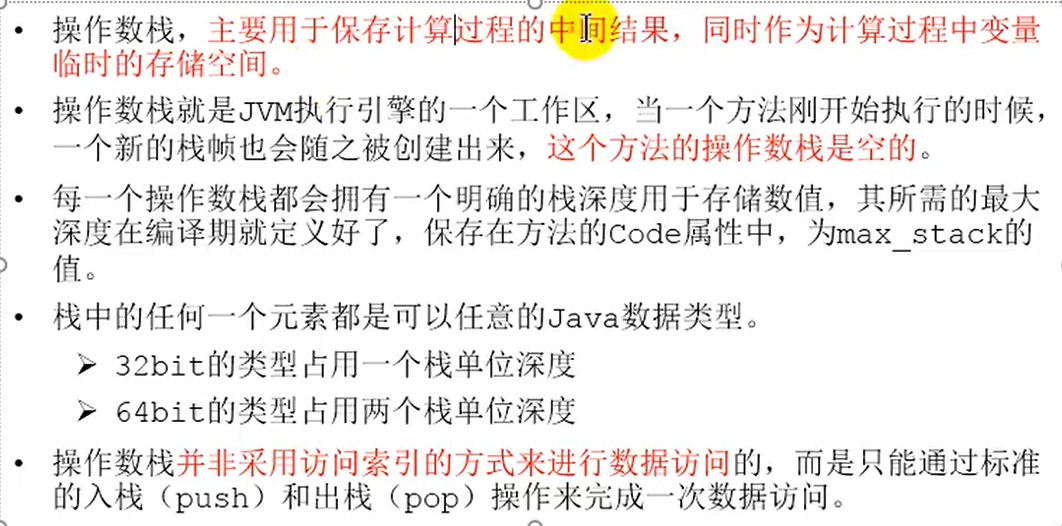 • 操作数栈，主要用于保存计算过程的中间结果，同时作为计算过程中变量
临时的存储空间。
• 操作数栈就是JVM执行引擎的一个工作区，当一个方法刚开始执行的时候，
一个新的栈帧也会随之被创建出来，这个方法的操作数栈是空的。
• 每一个操作数栈都会拥有一个明确的栈深度用于存储数值，其所需的最大
深度在编译期就定义好了，保存在方法的Code属性中，为max_stack的
值。
• 栈中的任何一个元素都是可以任意的Java数据类型。
➢ 32bit的类型占用一个栈单位深度
➢ 64bit的类型占用两个栈单位深度
• 操作数栈并非采用访问索引的方式来进行数据访问的，而是只能通过标准
的入栈（push）和出栈（pop）操作来完成一次数据访问。